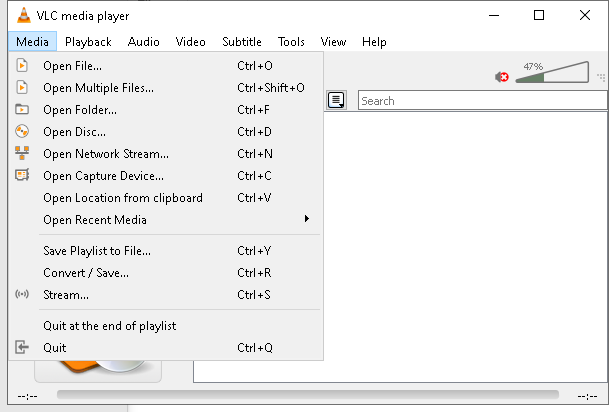 VLC media player
Media Playback Audio Video Subtitle Tools View Help
Open File... Ctrl+O
Open Multiple Files... Ctrl+Shift+O
Open Folder... Ctrl+F
Open Disc... Ctrl+D
Open Network Stream... Ctrl+N
Open Capture Device... Ctrl+C
Open Location from clipboard Ctrl+V
Open Recent Media
Save Playlist to File... Ctrl+Y
Convert / Save... Ctrl+R
Stream... Ctrl+S
Quit at the end of playlist
Quit Ctrl+Q
47%
Search
--:-- --:--